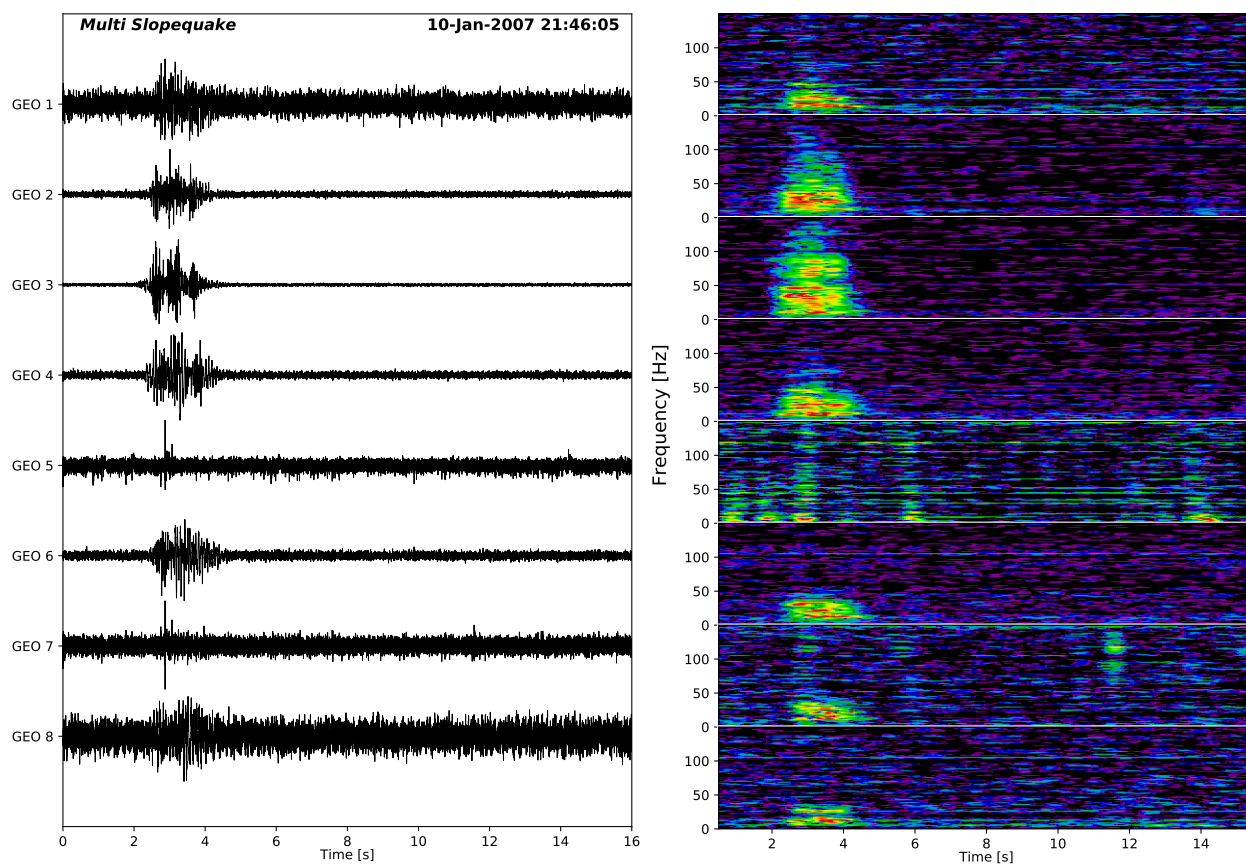 Multi Slopequake 10-Jan-2007 21:46:05
GEO 1
GEO 2
GEO 3
GEO 4
GEO 5
GEO 6
GEO 7
GEO 8
0 2 4 6 8 10 12 14 16
Time [s]
Frequency [Hz]
100
50
0
100
50
0
100
50
0
100
50
0
100
50
0
100
50
0
100
50
0
100
50
0
2 4 6 8 10 12 14
Time [s]